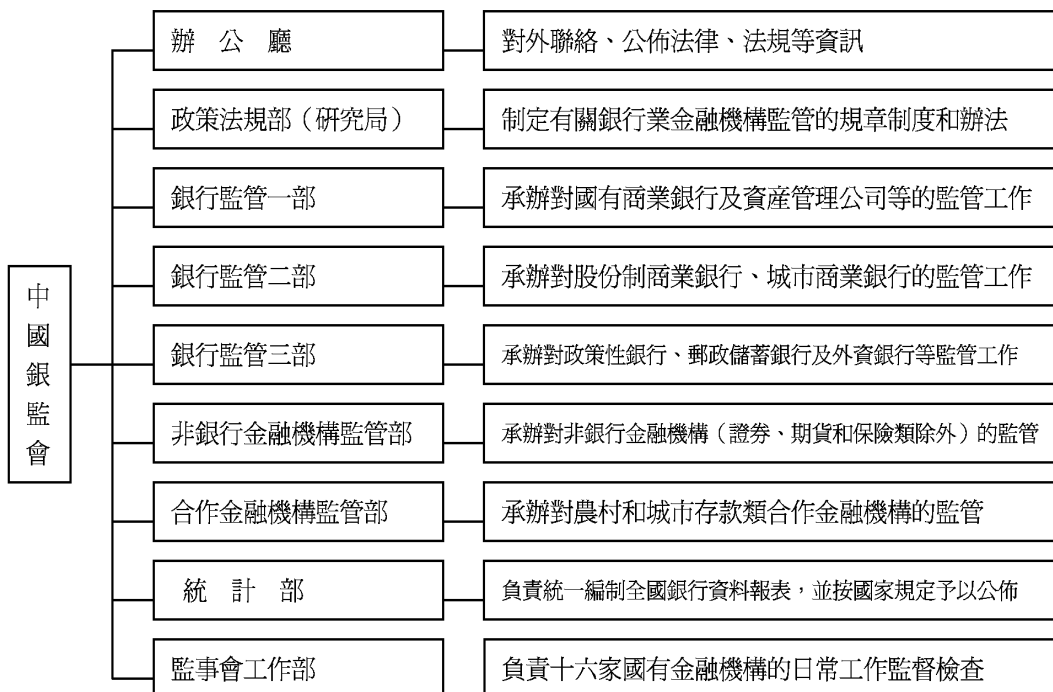 辦 公 廳
對外聯絡、公佈法律、法規等資訊
政策法規部（研究局）
制定有關銀行業金融機構監管的規章制度和辦法
銀行監管一部
承辦對國有商業銀行及資產管理公司等的監管工作
銀行監管二部
承辦對股份制商業銀行、城市商業銀行的監管工作
中國銀監會
銀行監管三部
承辦對政策性銀行、郵政儲蓄銀行及外資銀行等監管工作
非銀行金融機構監管部
承辦對非銀行金融機構（證券、期貨和保險類除外）的監管
合作金融機構監管部
承辦對農村和城市存款類合作金融機構的監管
統 計 部
負責統一編制全國銀行資料報表，並按國家規定予以公佈
監事會工作部
負責十六家國有金融機構的日常工作監督檢查